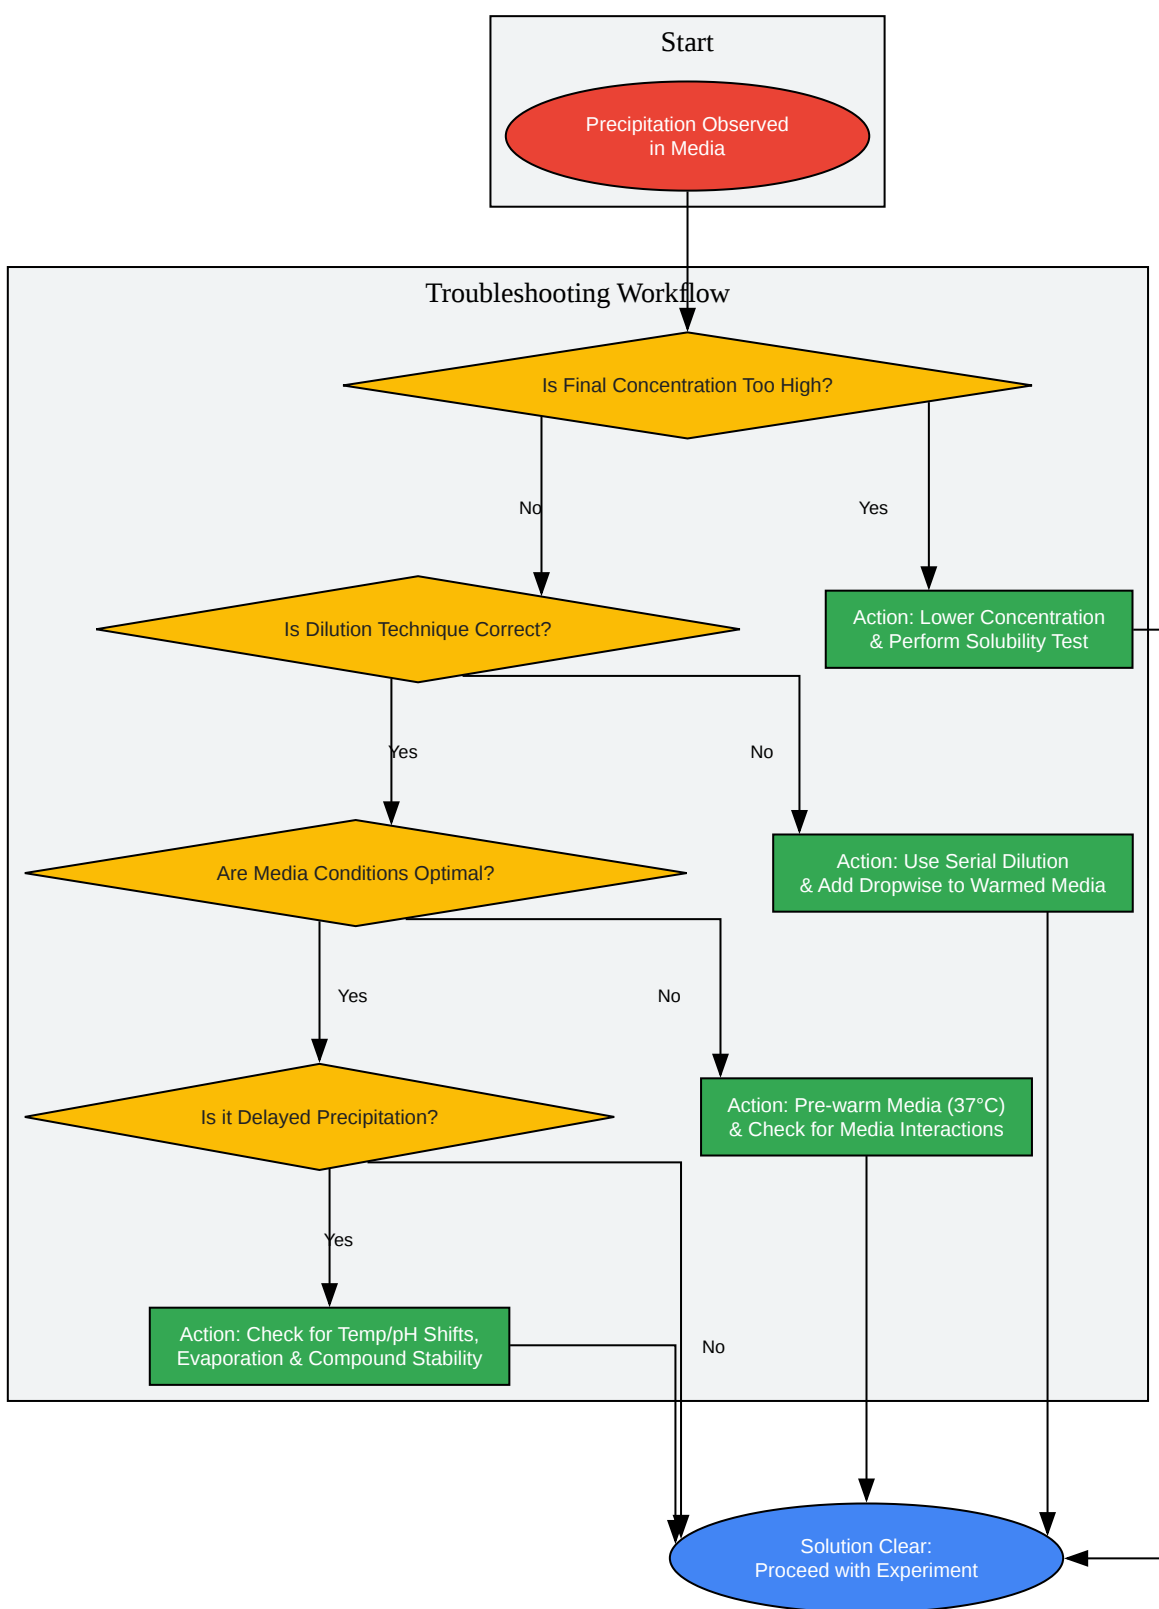 Start
Precipitation Observed
in Media
Troubleshooting Workflow
Is Final Concentration Too High?
No
Yes
Is Dilution Technique Correct?
Action: Lower Concentration
& Perform Solubility Test
Yes
No
Are Media Conditions Optimal?
Action: Use Serial Dilution
& Add Dropwise to Warmed Media
Yes
No
Is it Delayed Precipitation?
Action: Pre-warm Media (37°C)
& Check for Media Interactions
Yes
Action: Check for Temp/pH Shifts,
Evaporation & Compound Stability
No
Solution Clear:
Proceed with Experiment